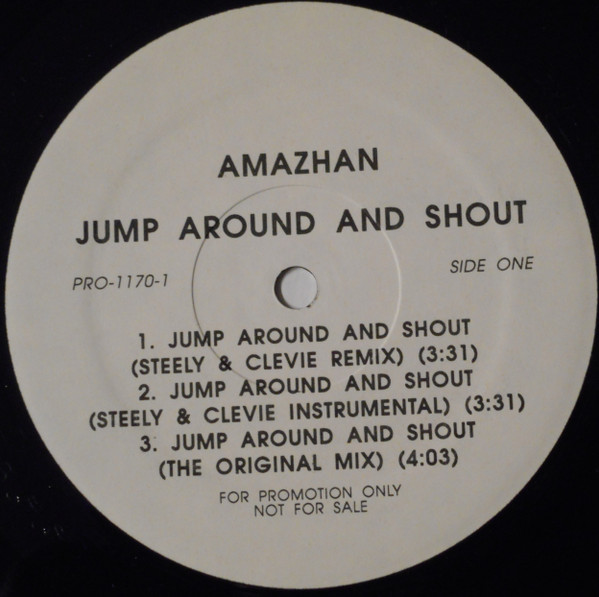 AMAZHAN
JUMP AROUND AND SHOUT
PRO-1170-1
SIDE ONE
1. JUMP AROUND AND SHOUT
(STEELY & CLEVIE REMIX) (3:31)
2. JUMP AROUND AND SHOUT
(STEELY & CLEVIE INSTRUMENTAL) (3:31)
3. JUMP AROUND AND SHOUT
(THE ORIGINAL MIX) (4:03)
FOR PROMOTION ONLY
NOT FOR SALE